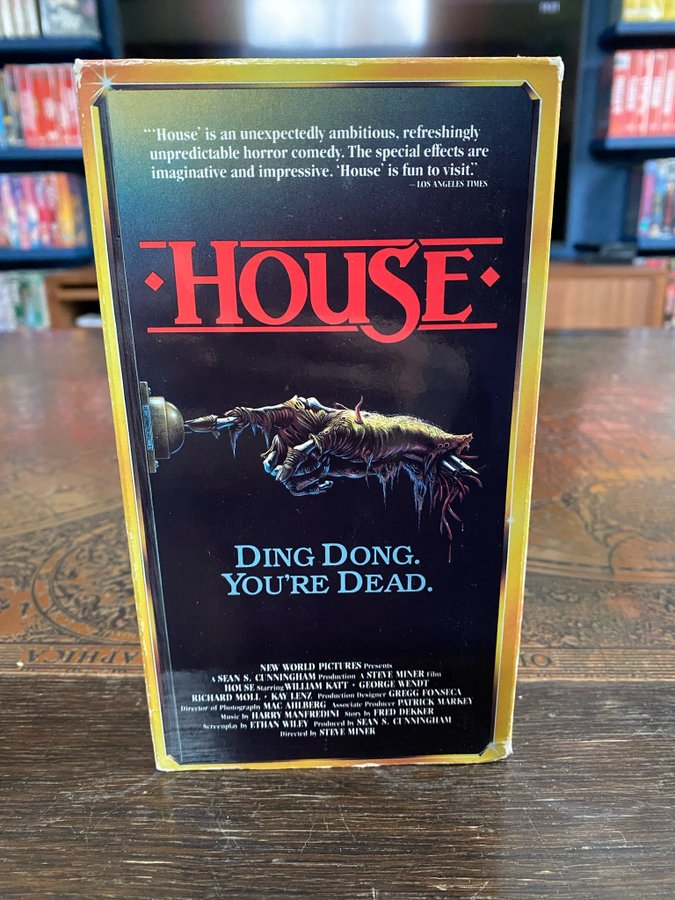 "'House' is an unexpectedly ambitious, refreshingly
unpredictable horror comedy. The special effects are
imaginative and impressive. 'House' is fun to visit."
— LOS ANGELES TIMES
HOUSE
DING DONG.
YOU'RE DEAD.
NEW WORLD PICTURES Presents
A SEAN S. CUNNINGHAM Production A STEVE MINER Film
HOUSE Starring WILLIAM KATT • GEORGE WENDT
RICHARD MOLL • KAY LENZ Production Designer GREGG FONSECA
Director of Photography MAC AHLBERG Associate Producer PATRICK MARKEY
Music by HARRY MANFREDINI Story by FRED DEKKER
Screenplay by ETHAN WILEY Produced by SEAN S. CUNNINGHAM
Directed by STEVE MINER